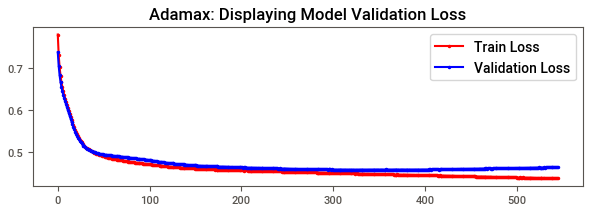 Adamax: Displaying Model Validation Loss
Train Loss
Validation Loss
0.7
0.6
0.5
0 100 200 300 400 500